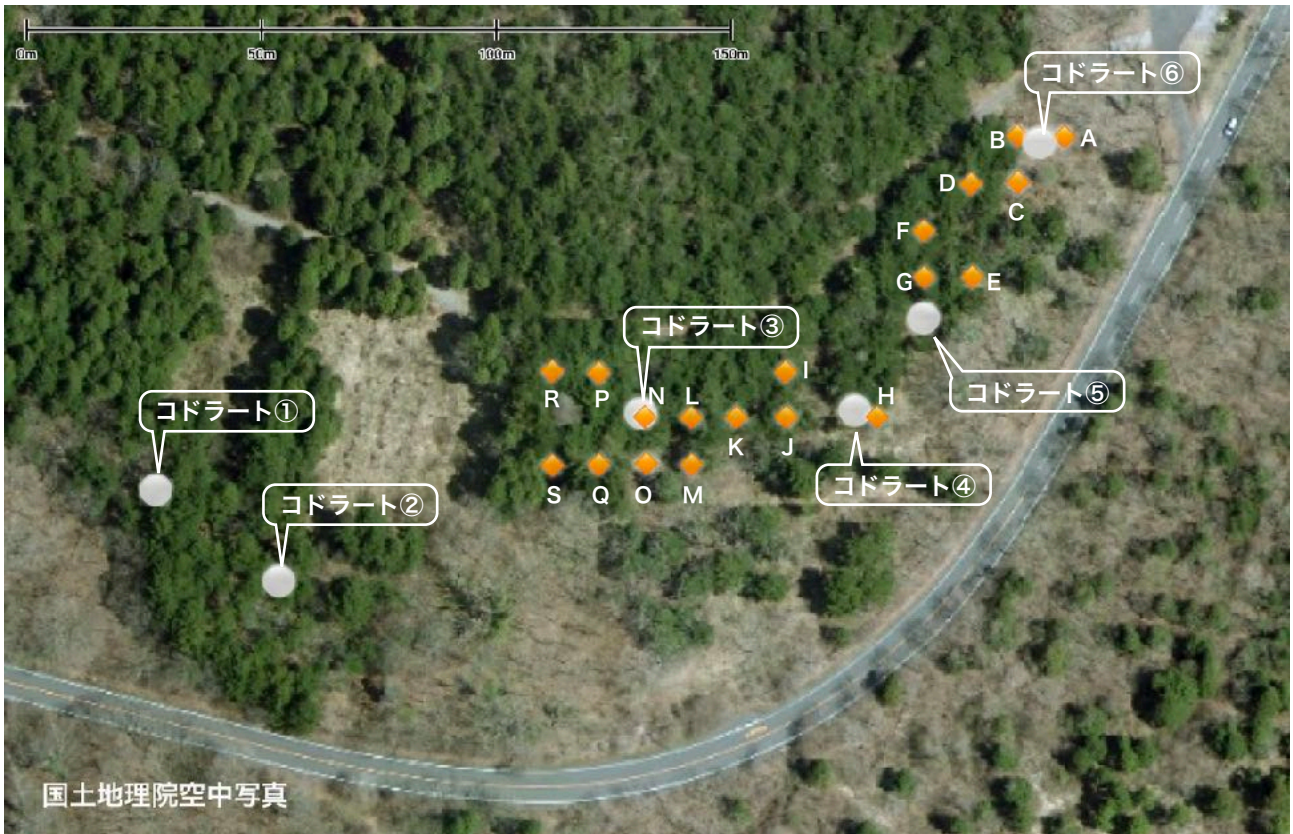 0m 50m 100m 150m
コドラート⑥
B A
D C
F
G E
コドラート③
コドラート⑤
R P N L I H
K J
コドラート①
コドラート④
S Q O M
コドラート②
国土地理院空中写真